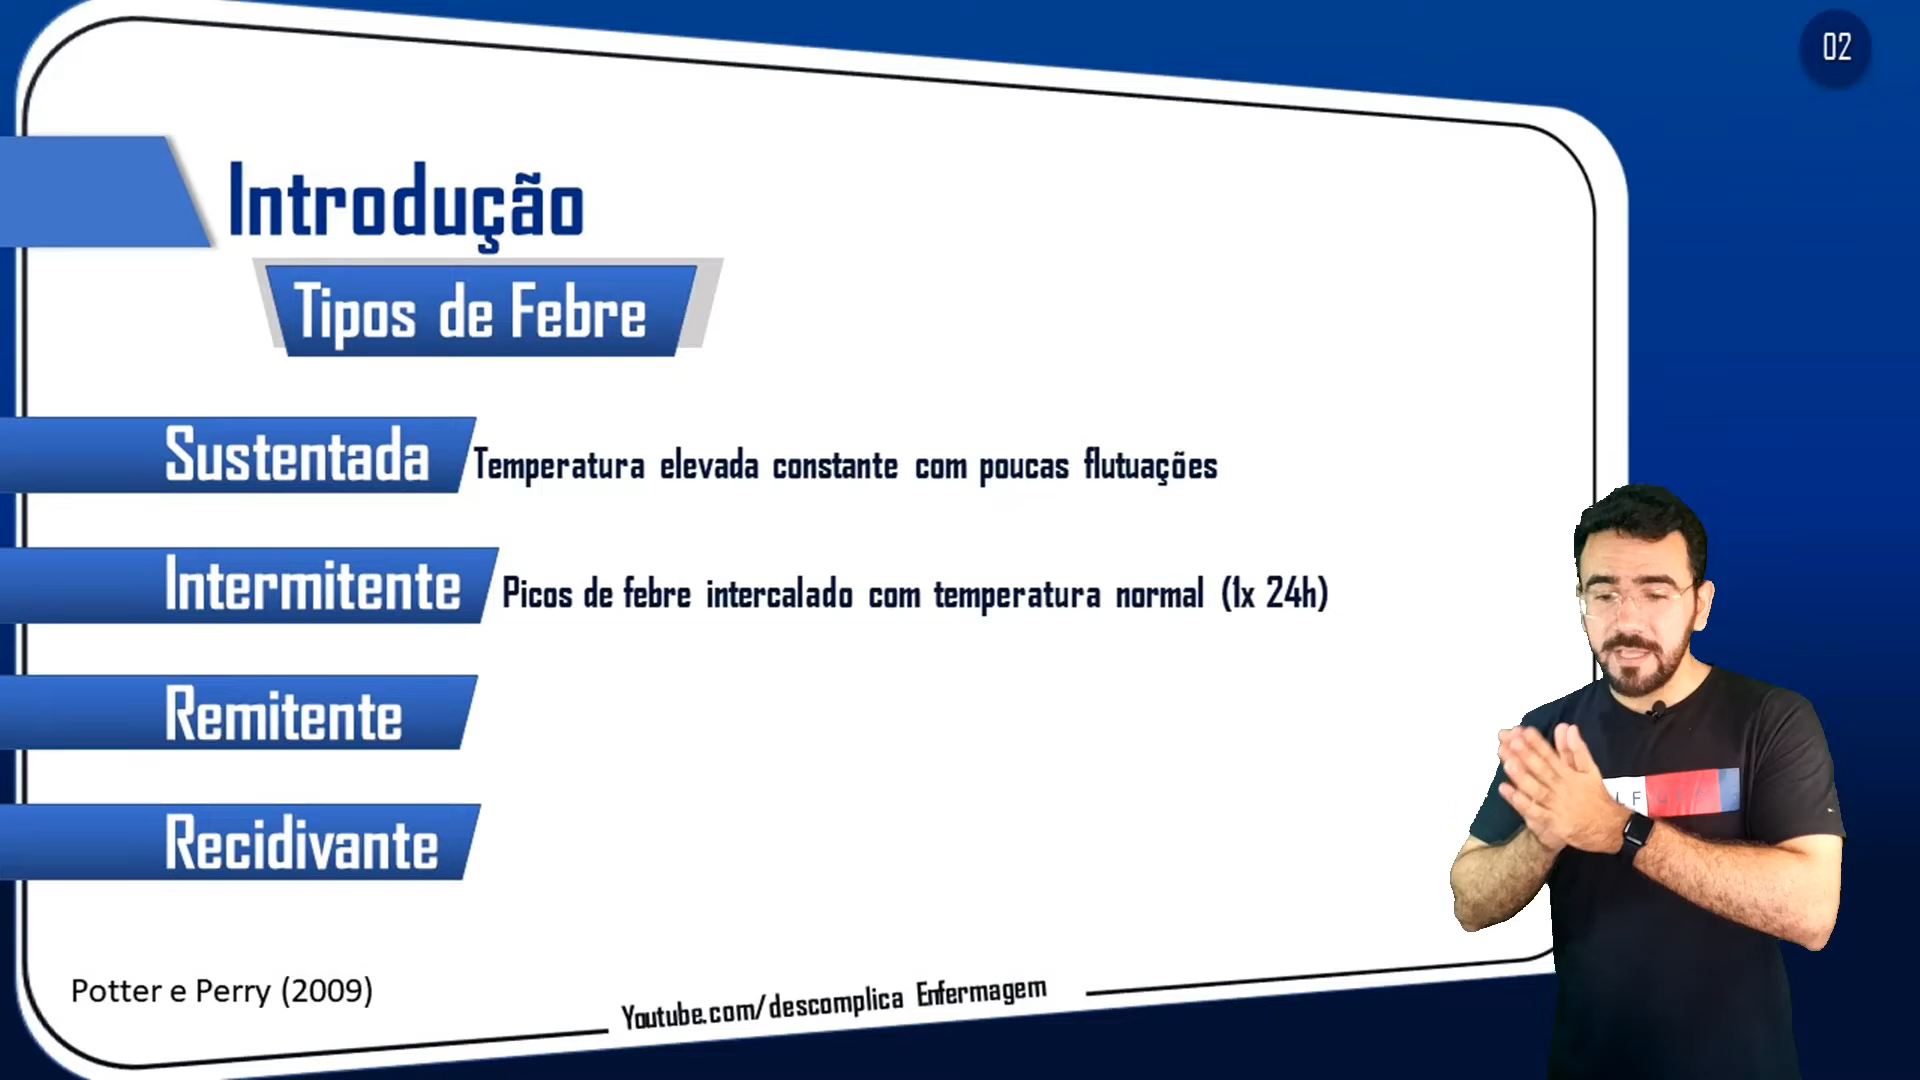 02
Introdução
Tipos de Febre
Sustentada Temperatura elevada constante com poucas flutuações
Intermitente Picos de febre intercalado com temperatura normal (1x 24h)
Remitente
Recidivante
Potter e Perry (2009)
Youtube.com/descomplica Enfermagem